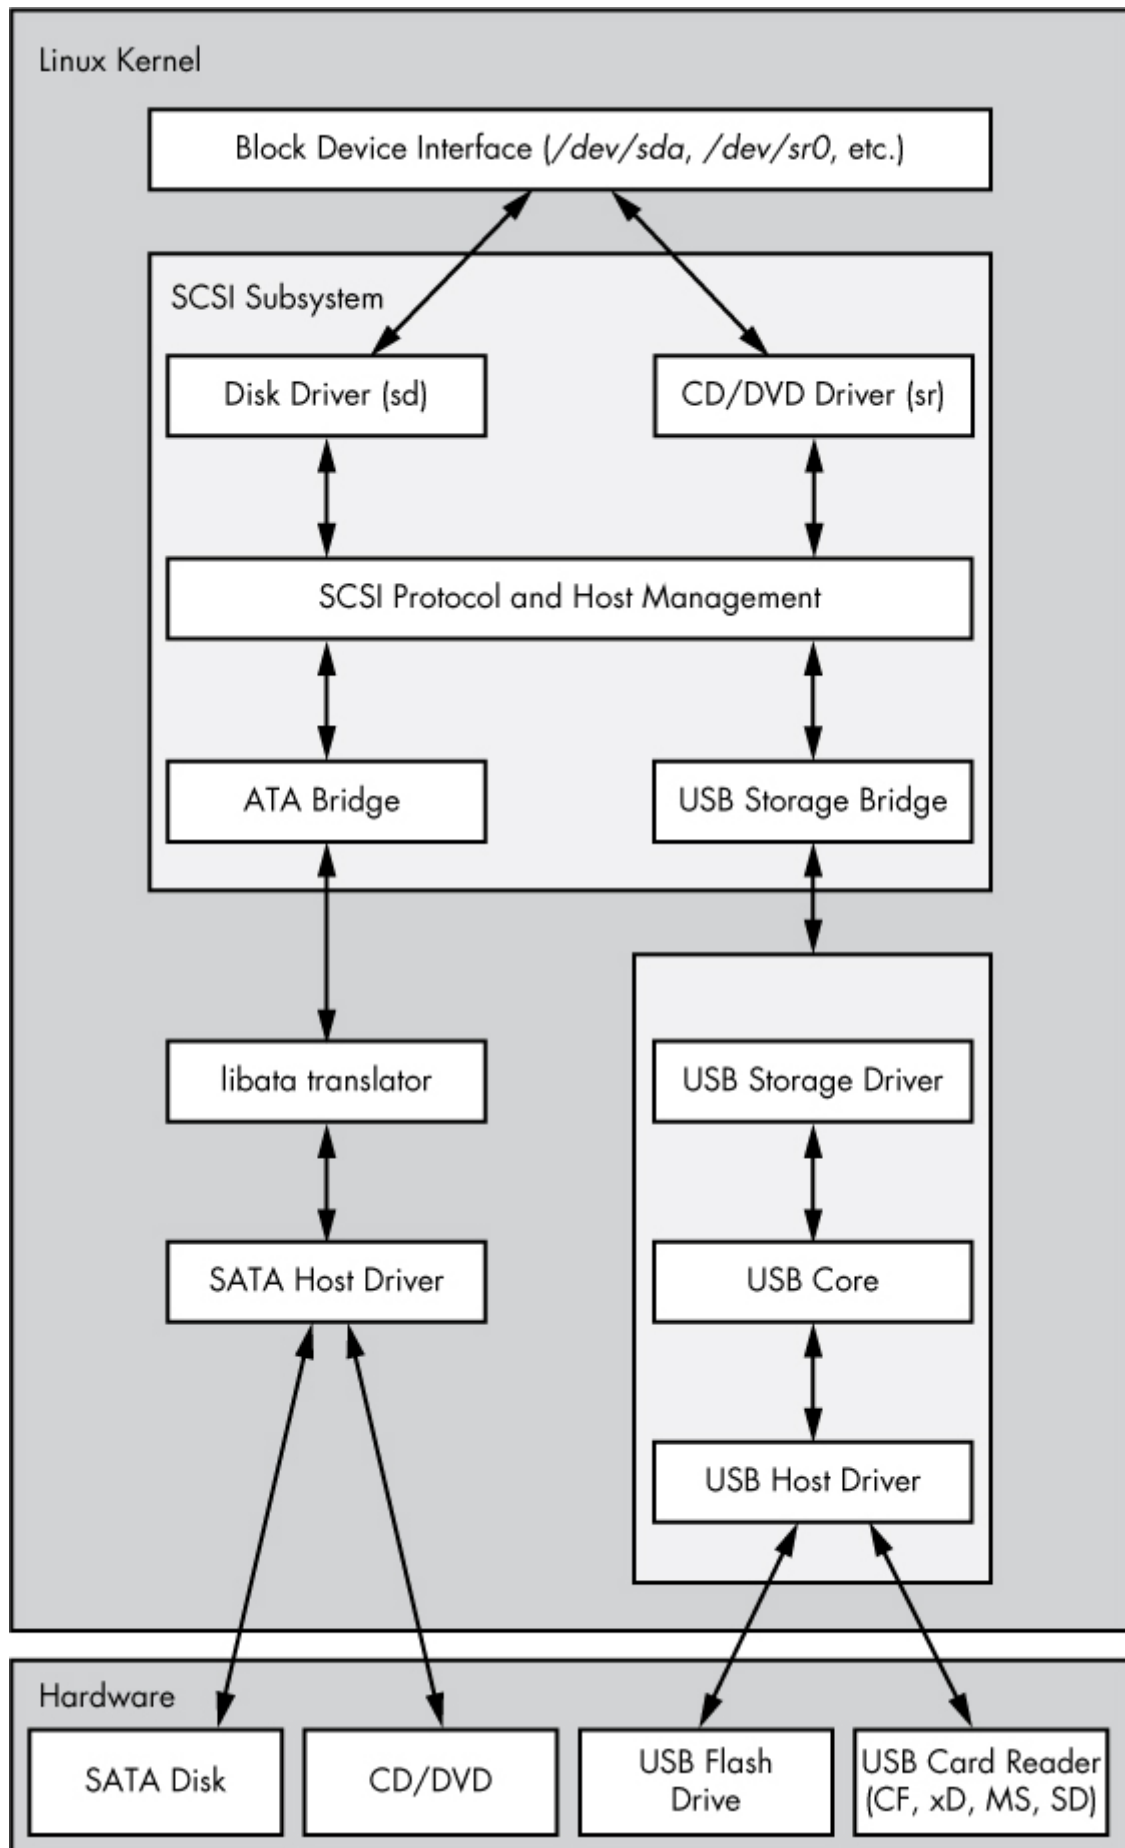 Linux Kernel
Block Device Interface (/dev/sda, /dev/sr0, etc.)
SCSI Subsystem
Disk Driver (sd)
CD/DVD Driver (sr)
SCSI Protocol and Host Management
ATA Bridge
USB Storage Bridge
libata translator
USB Storage Driver
SATA Host Driver
USB Core
USB Host Driver
Hardware
SATA Disk
CD/DVD
USB Flash
Drive
USB Card Reader
(CF, xD, MS, SD)